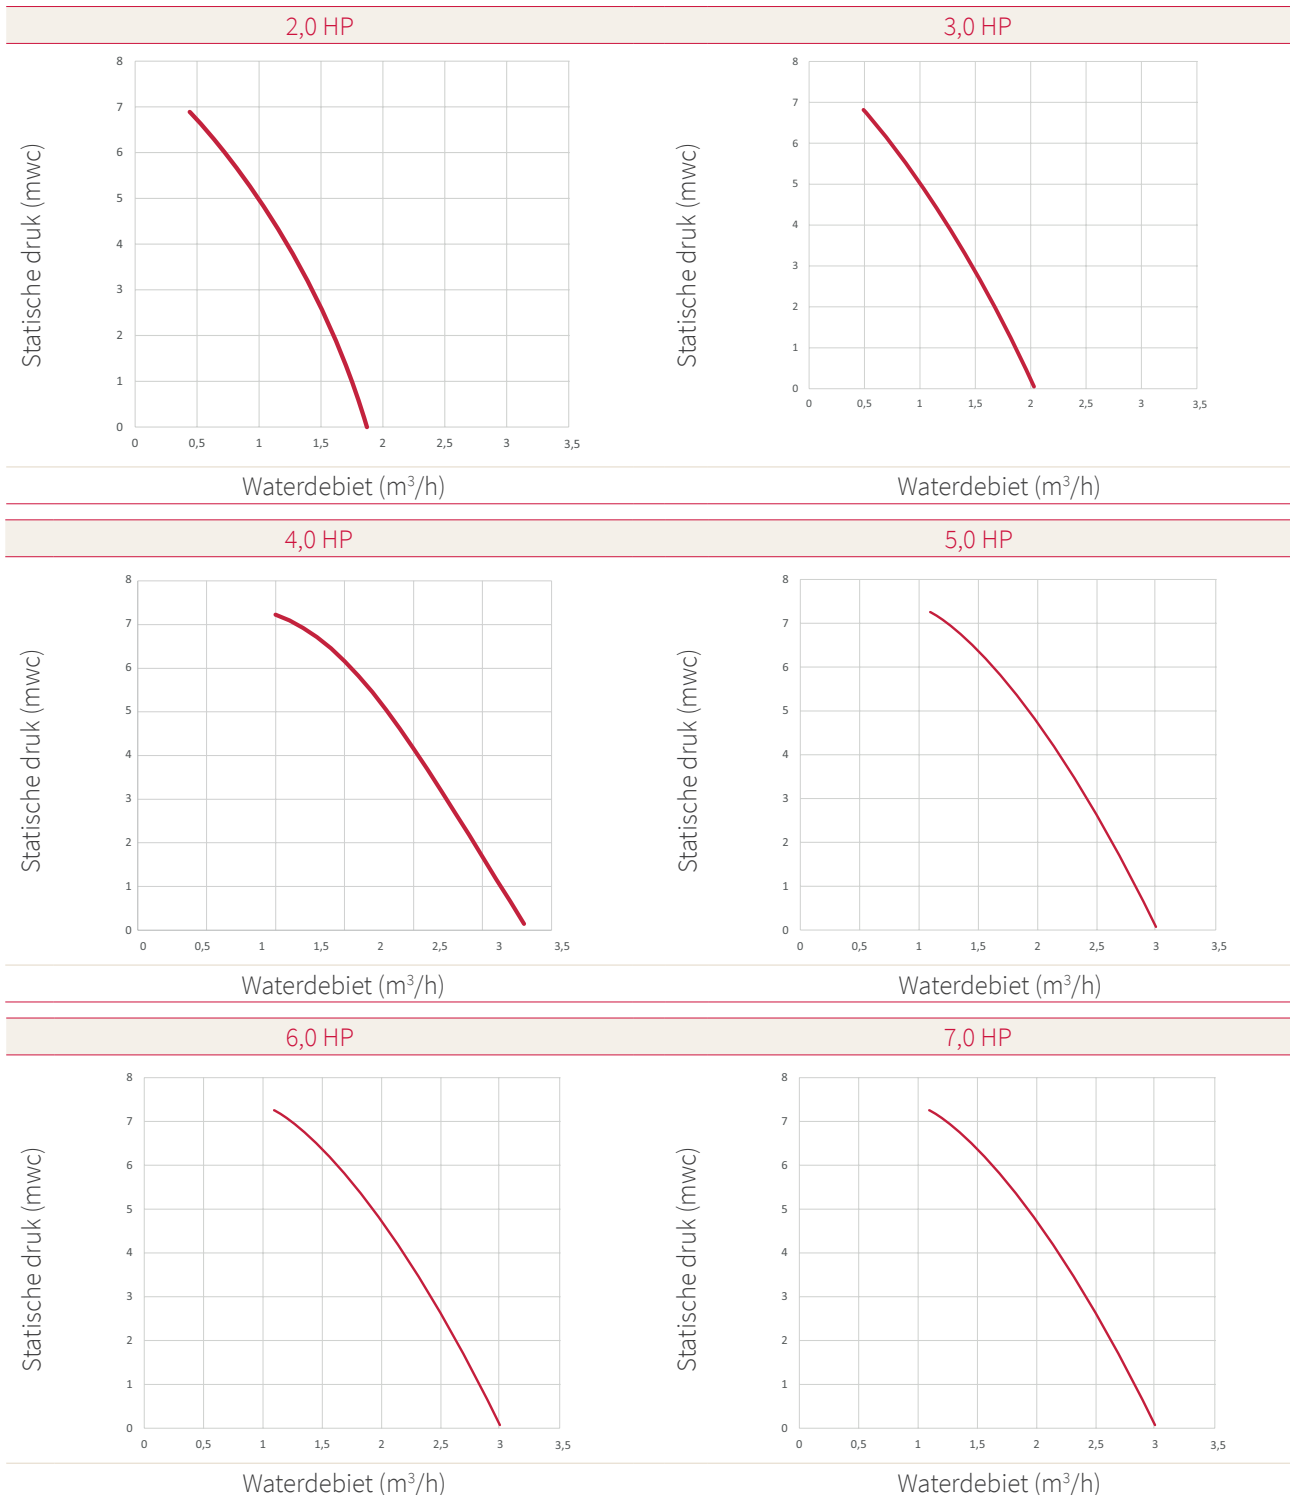 2,0 HP
3,0 HP
Statische druk (mwc)
8
7
6
5
4
3
2
1
0
0 0,5 1 1,5 2 2,5 3 3,5
Waterdebiet (m³/h)
Statische druk (mwc)
8
7
6
5
4
3
2
1
0
0 0,5 1 1,5 2 2,5 3 3,5
Waterdebiet (m³/h)
4,0 HP
5,0 HP
Statische druk (mwc)
8
7
6
5
4
3
2
1
0
0 0,5 1 1,5 2 2,5 3 3,5
Waterdebiet (m³/h)
Statische druk (mwc)
8
7
6
5
4
3
2
1
0
0 0,5 1 1,5 2 2,5 3 3,5
Waterdebiet (m³/h)
6,0 HP
7,0 HP
Statische druk (mwc)
8
7
6
5
4
3
2
1
0
0 0,5 1 1,5 2 2,5 3 3,5
Waterdebiet (m³/h)
Statische druk (mwc)
8
7
6
5
4
3
2
1
0
0 0,5 1 1,5 2 2,5 3 3,5
Waterdebiet (m³/h)